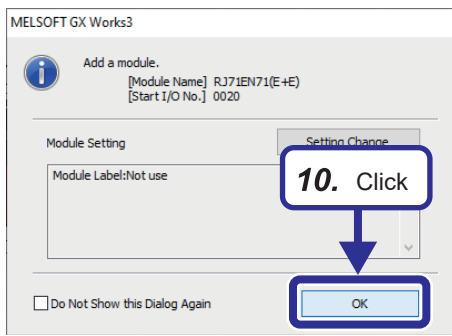 MELSOFT GX Works3
Add a module.
[Module Name] RJ71EN71(E+E)
[Start I/O No.] 0020
Module Setting
Setting Change
Module Label:Not use
10. Click
Do Not Show this Dialog Again
OK